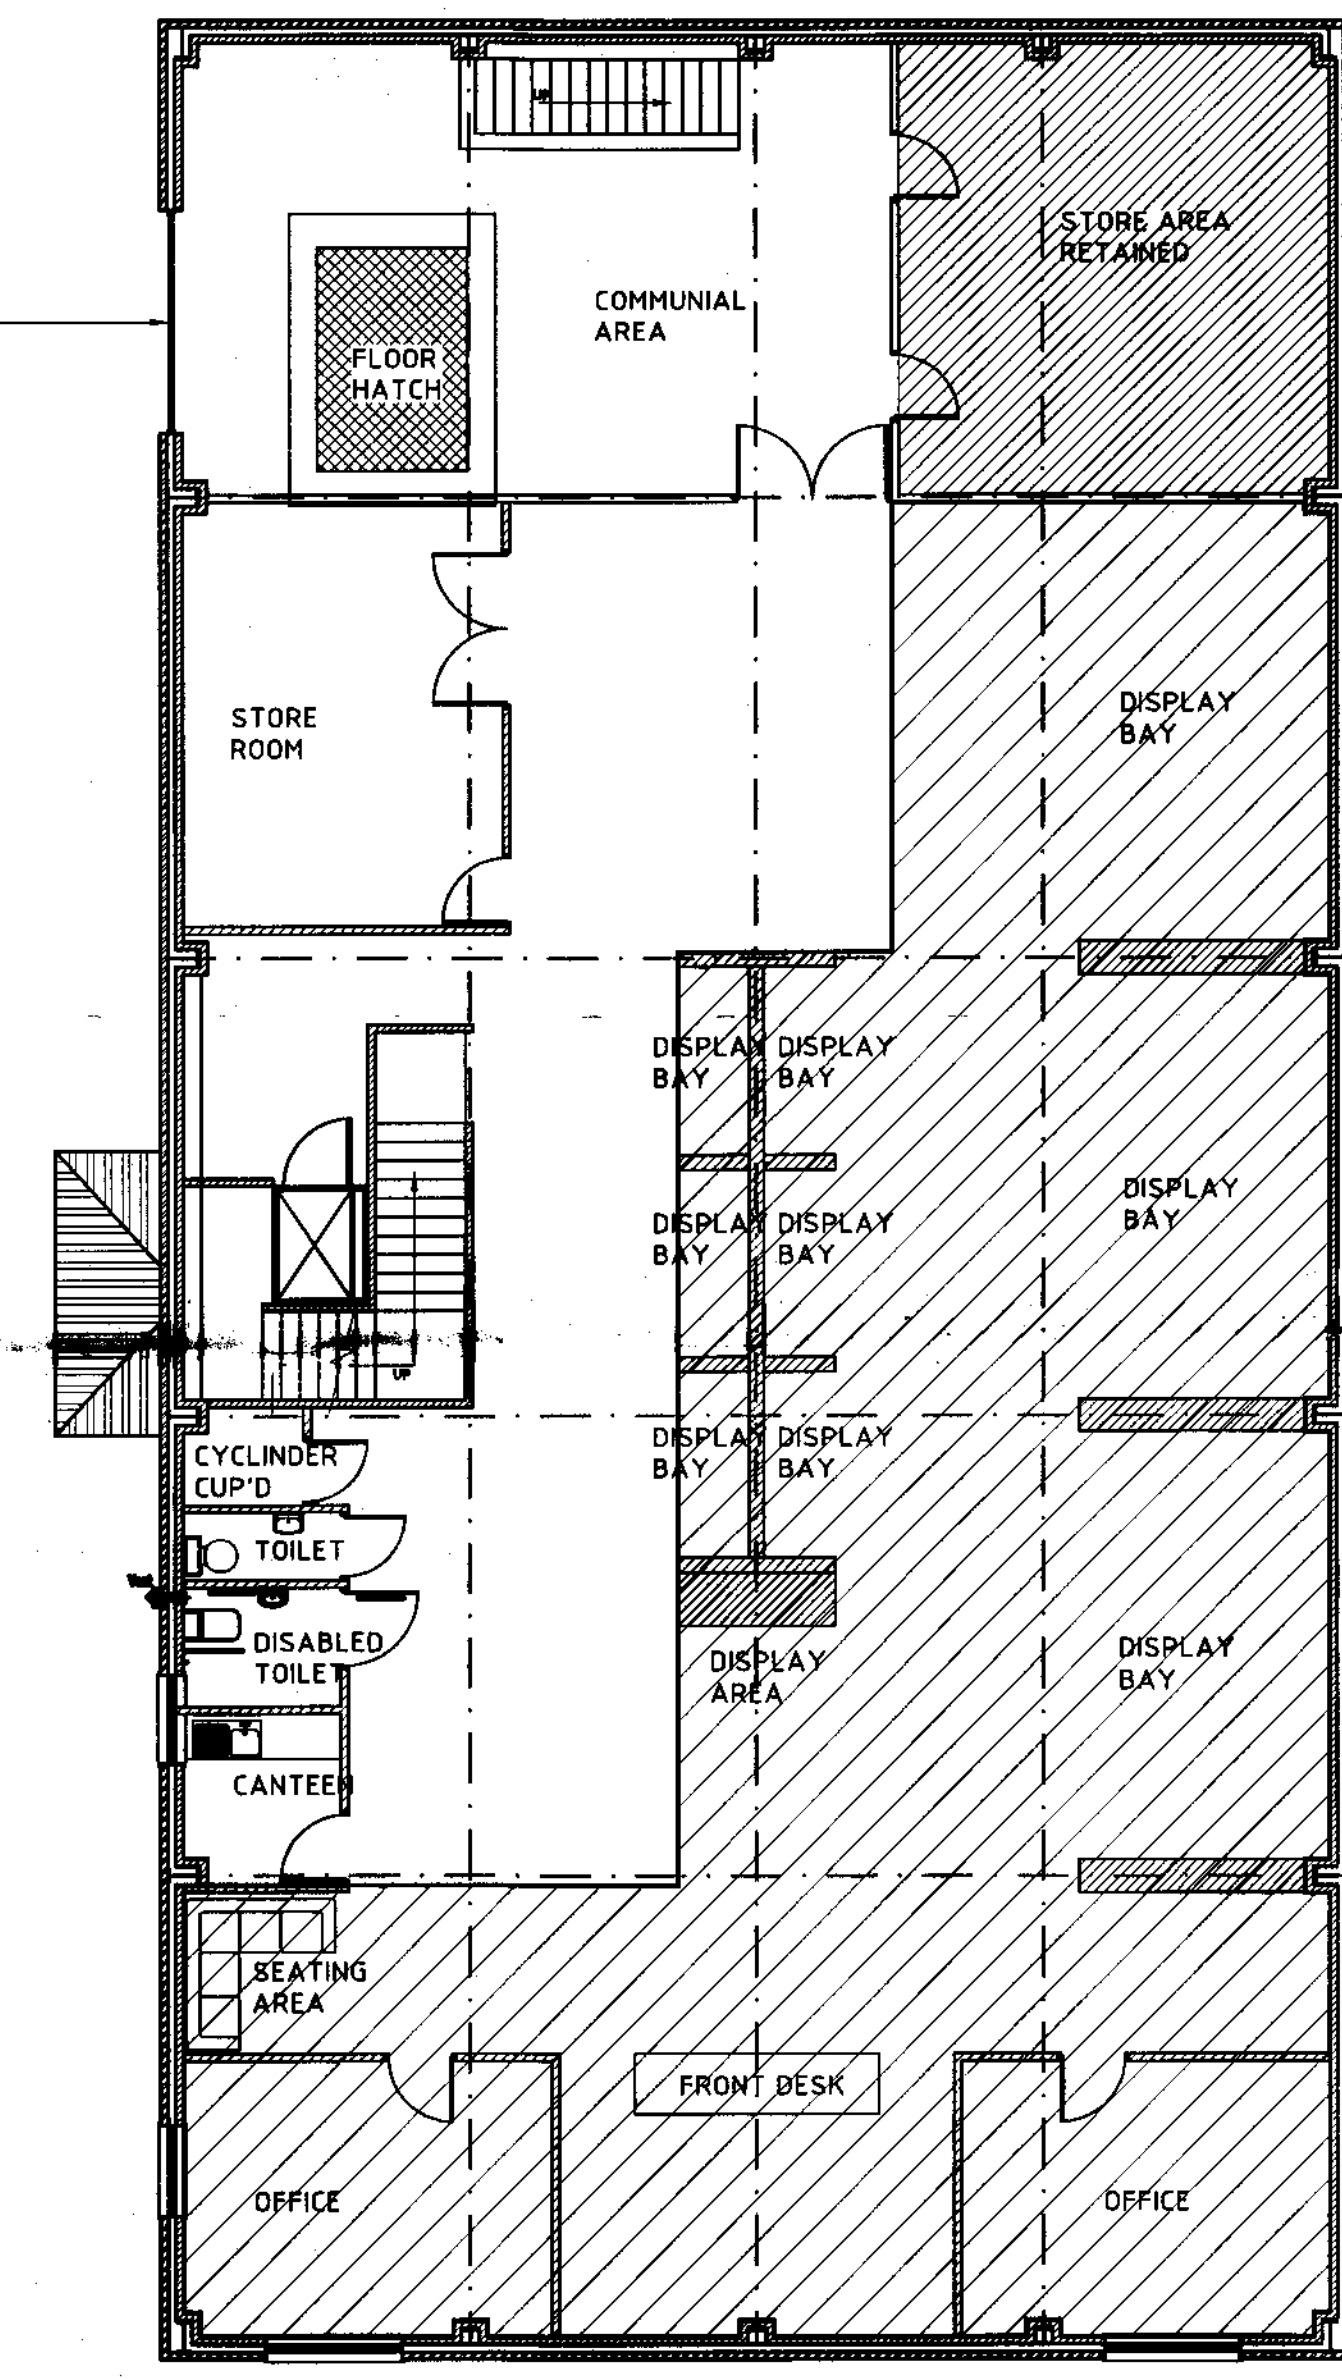 UP
STORE AREA
RETAINED
COMMUNIAL
AREA
FLOOR
HATCH
STORE
ROOM
DISPLAY
BAY
DISPLAY
BAY
DISPLAY
BAY
DISPLAY
BAY
DISPLAY
BAY
DISPLAY
BAY
UP
DISPLAY
BAY
DISPLAY
BAY
CYCLINDER
CUP'D
TOILET
Vent
DISABLED
TOILET
DISPLAY
AREA
DISPLAY
BAY
CANTEEN
SEATING
AREA
FRONT DESK
OFFICE
OFFICE